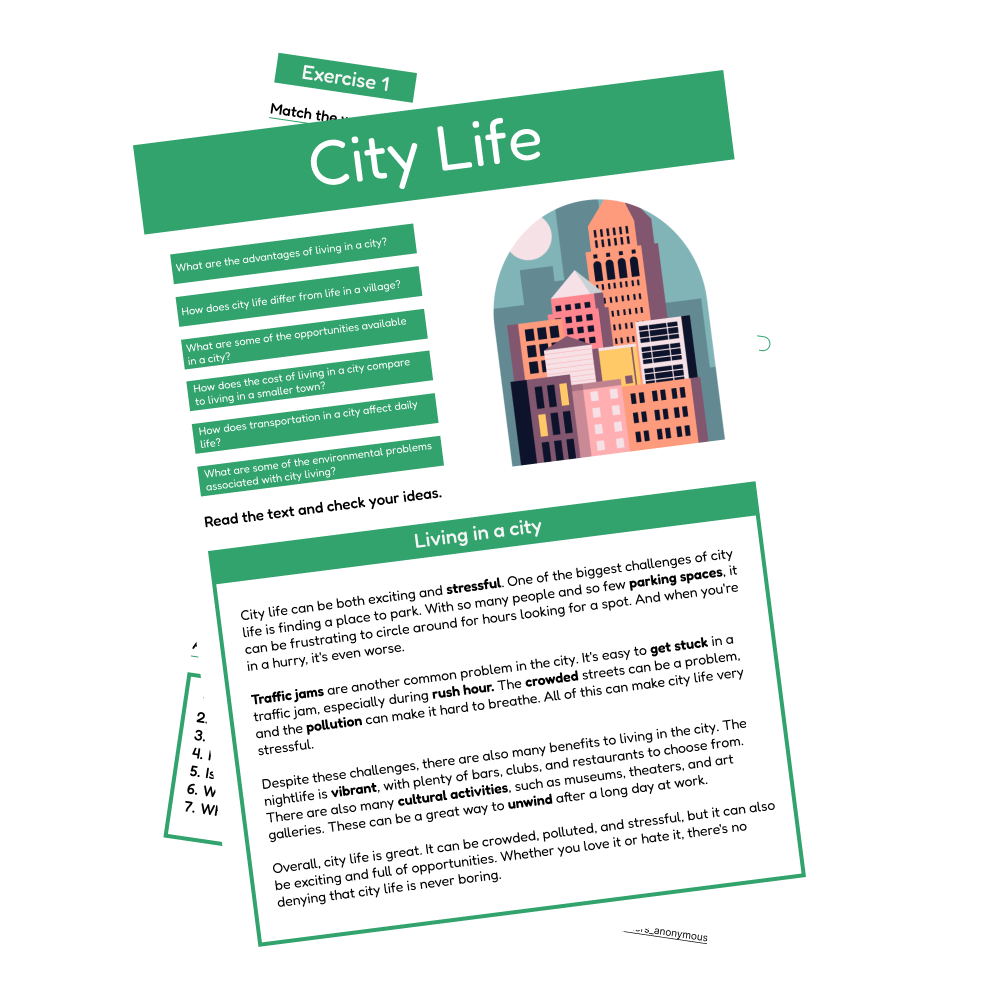 Exercise 1
Match the
City Life
What are the advantages of living in a city?
How does city life differ from life in a village?
What are some of the opportunities available
in a city?
How does the cost of living in a city compare
to living in a smaller town?
How does transportation in a city affect daily
life?
What are some of the environmental problems
associated with city living?
Read the text and check your ideas.
Living in a city
City life can be both exciting and stressful. One of the biggest challenges of city
life is finding a place to park. With so many people and so few parking spaces, it
can be frustrating to circle around for hours looking for a spot. And when you're
in a hurry, it's even worse.
Traffic jams are another common problem in the city. It's easy to get stuck in a
traffic jam, especially during rush hour. The crowded streets can be a problem,
and the pollution can make it hard to breathe. All of this can make city life very
stressful.
Despite these challenges, there are also many benefits to living in the city. The
nightlife is vibrant, with plenty of bars, clubs, and restaurants to choose from.
There are also many cultural activities, such as museums, theaters, and art
galleries. These can be a great way to unwind after a long day at work.
Overall, city life is great. It can be crowded, polluted, and stressful, but it can also
be exciting and full of opportunities. Whether you love it or hate it, there's no
denying that city life is never boring.
2.
3.
4.
5. Is
6. W
7. Wh